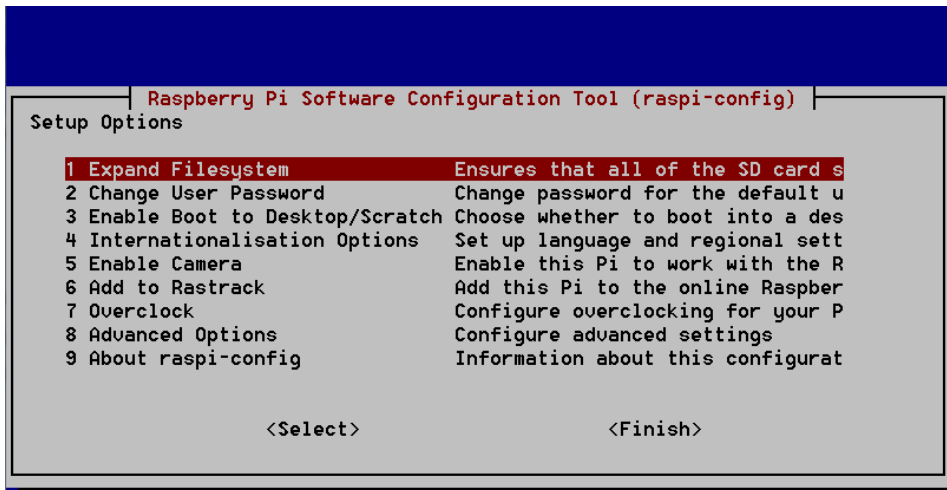 Raspberry Pi Software Configuration Tool (raspi-config)
Setup Options
1 Expand Filesystem Ensures that all of the SD card s
2 Change User Password Change password for the default u
3 Enable Boot to Desktop/Scratch Choose whether to boot into a des
4 Internationalisation Options Set up language and regional sett
5 Enable Camera Enable this Pi to work with the R
6 Add to Rastrack Add this Pi to the online Raspber
7 Overclock Configure overclocking for your P
8 Advanced Options Configure advanced settings
9 About raspi-config Information about this configurat
<Select> <Finish>